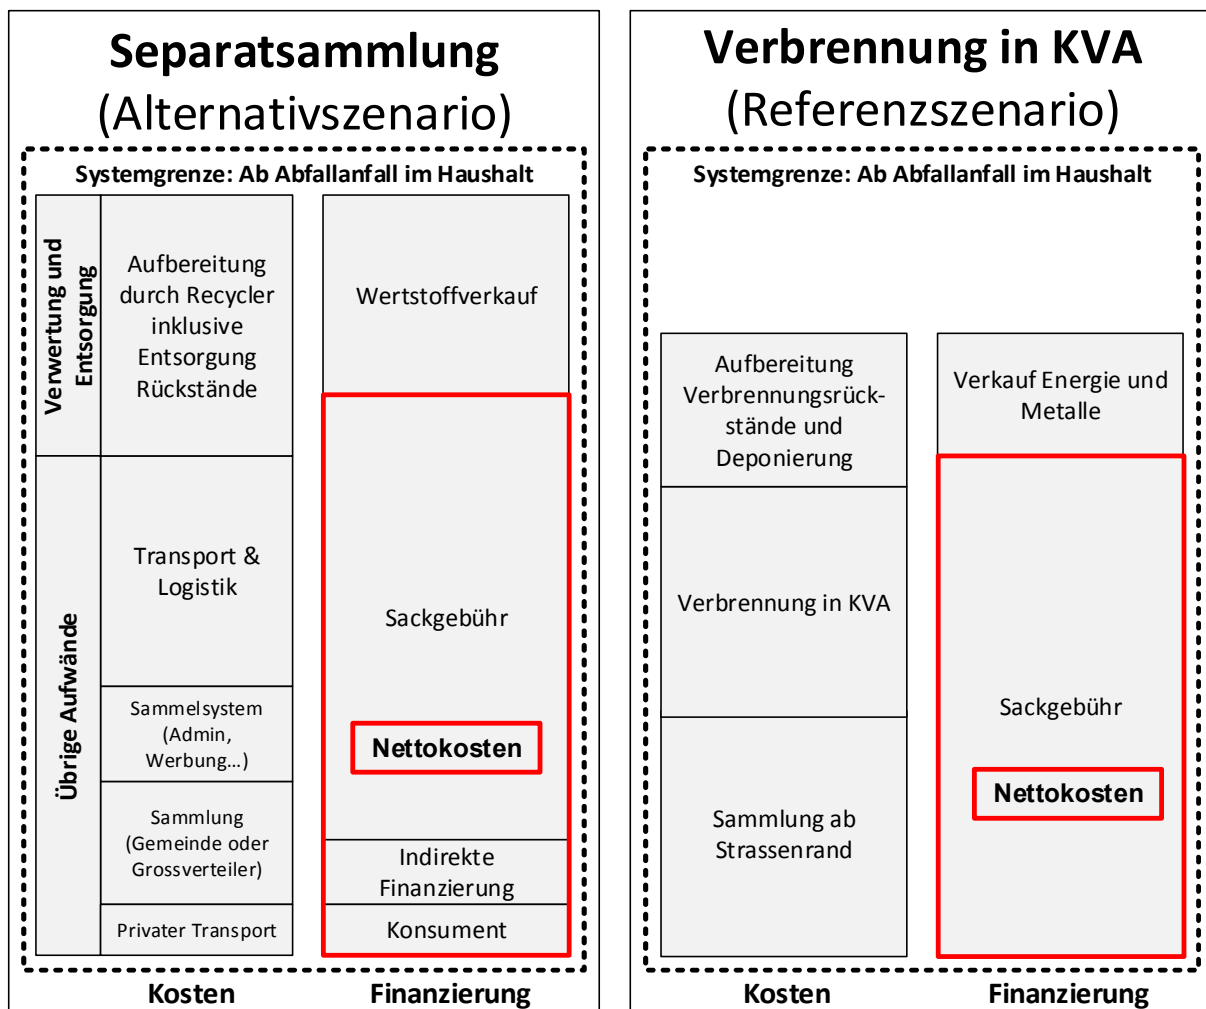 Separatsammlung
(Alternativszenario)
Systemgrenze: Ab Abfallanfall im Haushalt
Verwertung und
Entsorgung
Aufbereitung
durch Recycler
inklusive
Entsorgung
Rückstände
Wertstoffverkauf
Übrige Aufwände
Transport &
Logistik
Sammelsystem
(Admin,
Werbung...)
Sammlung
(Gemeinde oder
Grossverteiler)
Privater Transport
Sackgebühr
Nettokosten
Indirekte
Finanzierung
Konsument
Kosten
Finanzierung
Verbrennung in KVA
(Referenzszenario)
Systemgrenze: Ab Abfallanfall im Haushalt
Aufbereitung
Verbrennungsrück-
stände und
Deponierung
Verbrennung in KVA
Sammlung ab
Strassenrand
Verkauf Energie und
Metalle
Sackgebühr
Nettokosten
Kosten
Finanzierung